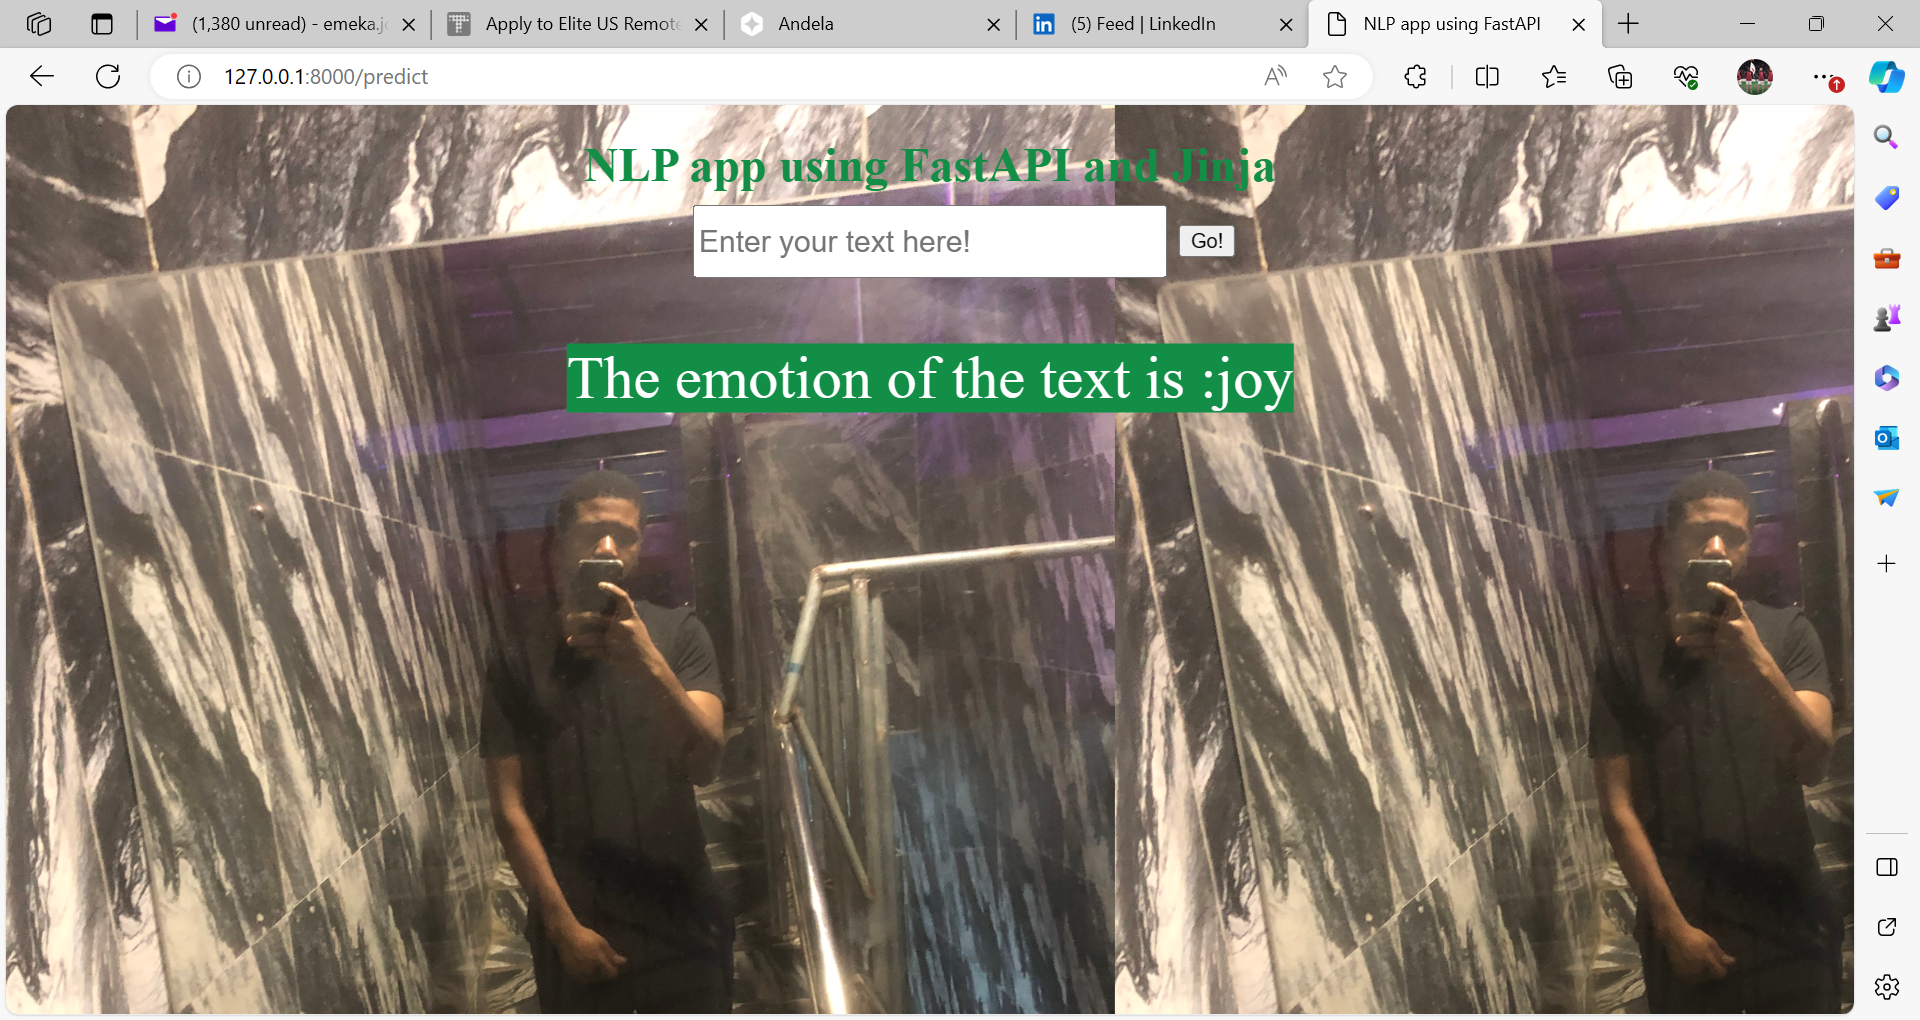 (1,380 unread) - emeka.j
Apply to Elite US Remote
Andela
(5) Feed | LinkedIn
NLP app using FastAPI
127.0.0.1:8000/predict
NLP app using FastAPI and Jinja
Enter your text here!
Go!
The emotion of the text is :joy